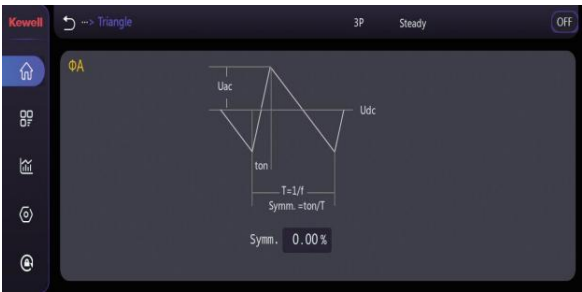 Kewell
···> Triangle
3P
Steady
OFF
ΦA
Uac
Udc
ton
T=1/f
Symm. =ton/T
Symm. 0.00%